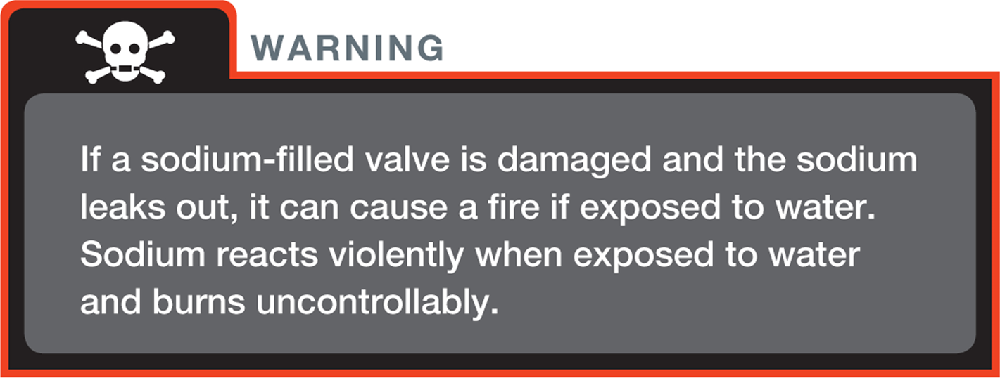 WARNING
If a sodium-filled valve is damaged and the sodium
leaks out, it can cause a fire if exposed to water.
Sodium reacts violently when exposed to water
and burns uncontrollably.